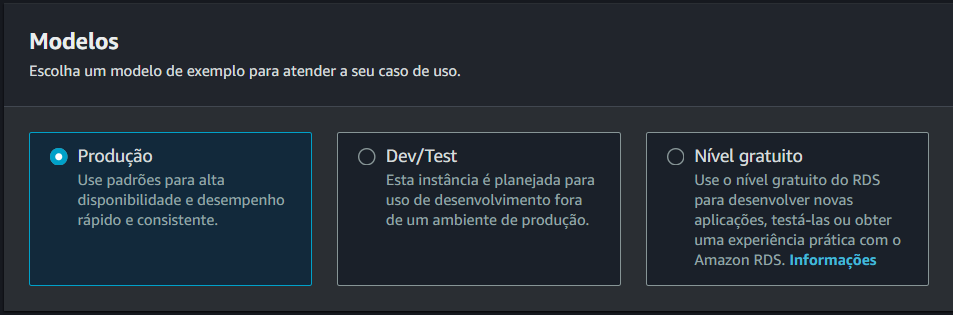 Modelos
Escolha um modelo de exemplo para atender a seu caso de uso.
Produção
Use padrões para alta
disponibilidade e desempenho
rápido e consistente.
Dev/Test
Esta instância é planejada para
uso de desenvolvimento fora
de um ambiente de produção.
Nível gratuito
Use o nível gratuito do RDS
para desenvolver novas
aplicações, testá-las ou obter
uma experiência prática com o
Amazon RDS. Informações